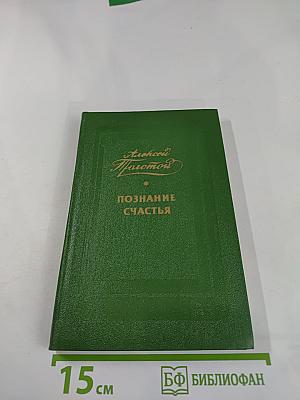 Алексей
Толстой
ПОЗНАНИЕ
СЧАСТЬЯ
15 см
БФ БИБЛИОФАН